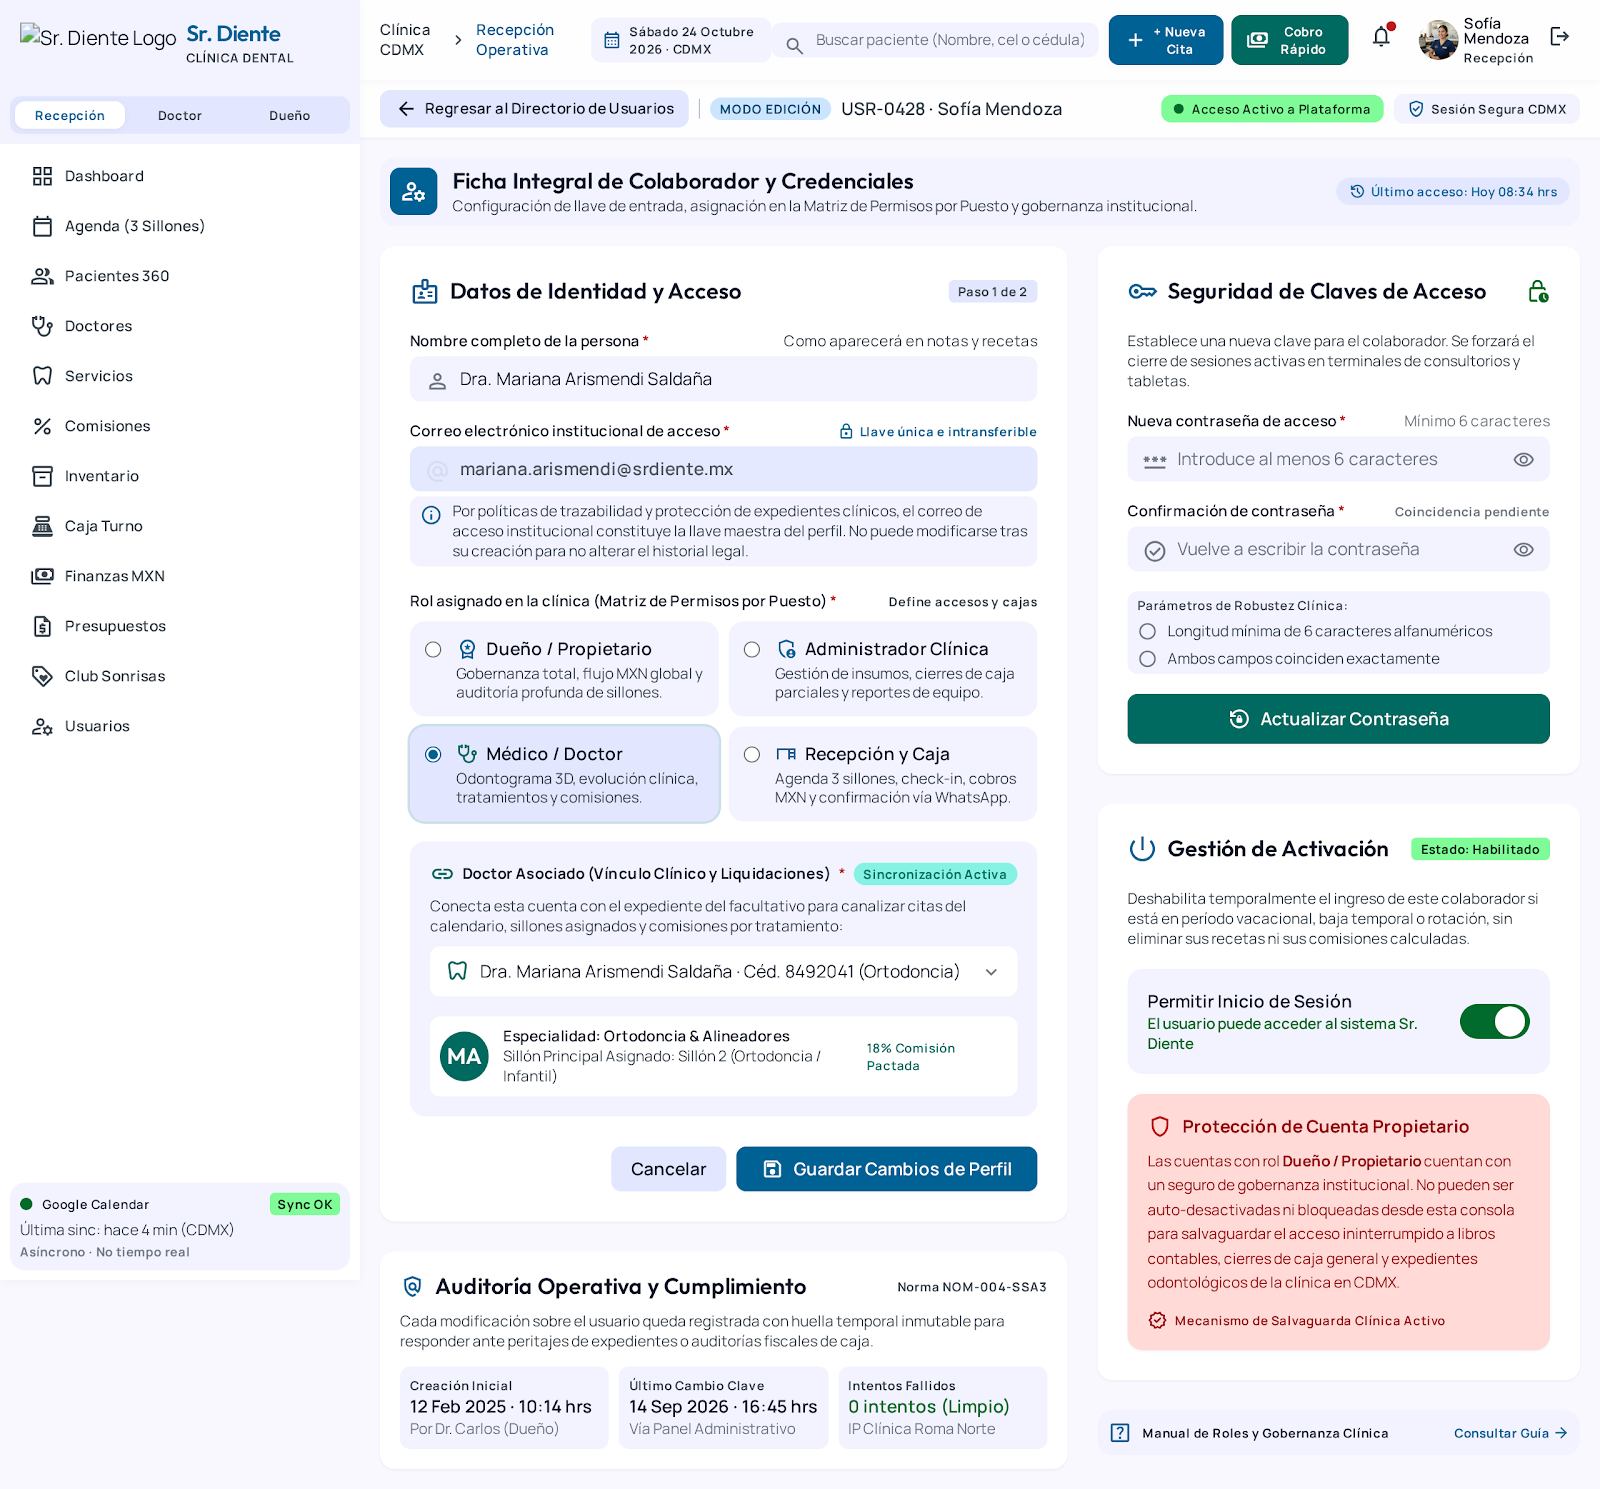 Sr. Diente Logo
Sr. Diente
CLÍNICA DENTAL
Recepción
Doctor
Dueño
Dashboard
Agenda (3 Sillones)
Pacientes 360
Doctores
Servicios
Comisiones
Inventario
Caja Turno
Finanzas MXN
Presupuestos
Club Sonrisas
Usuarios
Google Calendar
Sync OK
Última sinc: hace 4 min (CDMX)
Asíncrono · No tiempo real
Clínica
CDMX
Recepción
Operativa
Sábado 24 Octubre
2026 · CDMX
Buscar paciente (Nombre, cel o cédula)
+ Nueva
Cita
Cobro
Rápido
Sofía
Mendoza
Recepción
Regresar al Directorio de Usuarios
MODO EDICIÓN
USR-0428 · Sofía Mendoza
Acceso Activo a Plataforma
Sesión Segura CDMX
Ficha Integral de Colaborador y Credenciales
Configuración de llave de entrada, asignación en la Matriz de Permisos por Puesto y gobernanza institucional.
Último acceso: Hoy 08:34 hrs
Datos de Identidad y Acceso
Paso 1 de 2
Nombre completo de la persona *
Como aparecerá en notas y recetas
Dra. Mariana Arismendi Saldaña
Correo electrónico institucional de acceso *
Llave única e intransferible
mariana.arismendi@srdiente.mx
Por políticas de trazabilidad y protección de expedientes clínicos, el correo de
acceso institucional constituye la llave maestra del perfil. No puede modificarse tras
su creación para no alterar el historial legal.
Rol asignado en la clínica (Matriz de Permisos por Puesto) *
Define accesos y cajas
Dueño / Propietario
Gobernanza total, flujo MXN global y
auditoría profunda de sillones.
Administrador Clínica
Gestión de insumos, cierres de caja
parciales y reportes de equipo.
Médico / Doctor
Odontograma 3D, evolución clínica,
tratamientos y comisiones.
Recepción y Caja
Agenda 3 sillones, check-in, cobros
MXN y confirmación vía WhatsApp.
Doctor Asociado (Vínculo Clínico y Liquidaciones) *
Sincronización Activa
Conecta esta cuenta con el expediente del facultativo para canalizar citas del
calendario, sillones asignados y comisiones por tratamiento:
Dra. Mariana Arismendi Saldaña · Céd. 8492041 (Ortodoncia)
MA
Especialidad: Ortodoncia & Alineadores
Sillón Principal Asignado: Sillón 2 (Ortodoncia /
Infantil)
18% Comisión
Pactada
Cancelar
Guardar Cambios de Perfil
Auditoría Operativa y Cumplimiento
Norma NOM-004-SSA3
Cada modificación sobre el usuario queda registrada con huella temporal inmutable para
responder ante peritajes de expedientes o auditorías fiscales de caja.
Creación Inicial
12 Feb 2025 · 10:14 hrs
Por Dr. Carlos (Dueño)
Último Cambio Clave
14 Sep 2026 · 16:45 hrs
Vía Panel Administrativo
Intentos Fallidos
0 intentos (Limpio)
IP Clínica Roma Norte
Seguridad de Claves de Acceso
Establece una nueva clave para el colaborador. Se forzará el
cierre de sesiones activas en terminales de consultorios y
tabletas.
Nueva contraseña de acceso *
Mínimo 6 caracteres
Introduce al menos 6 caracteres
Confirmación de contraseña *
Coincidencia pendiente
Vuelve a escribir la contraseña
Parámetros de Robustez Clínica:
Longitud mínima de 6 caracteres alfanuméricos
Ambos campos coinciden exactamente
Actualizar Contraseña
Gestión de Activación
Estado: Habilitado
Deshabilita temporalmente el ingreso de este colaborador si
está en período vacacional, baja temporal o rotación, sin
eliminar sus recetas ni sus comisiones calculadas.
Permitir Inicio de Sesión
El usuario puede acceder al sistema Sr.
Diente
Protección de Cuenta Propietario
Las cuentas con rol Dueño / Propietario cuentan con
un seguro de gobernanza institucional. No pueden ser
auto-desactivadas ni bloqueadas desde esta consola
para salvaguardar el acceso ininterrumpido a libros
contables, cierres de caja general y expedientes
odontológicos de la clínica en CDMX.
Mecanismo de Salvaguarda Clínica Activo
Manual de Roles y Gobernanza Clínica
Consultar Guía →